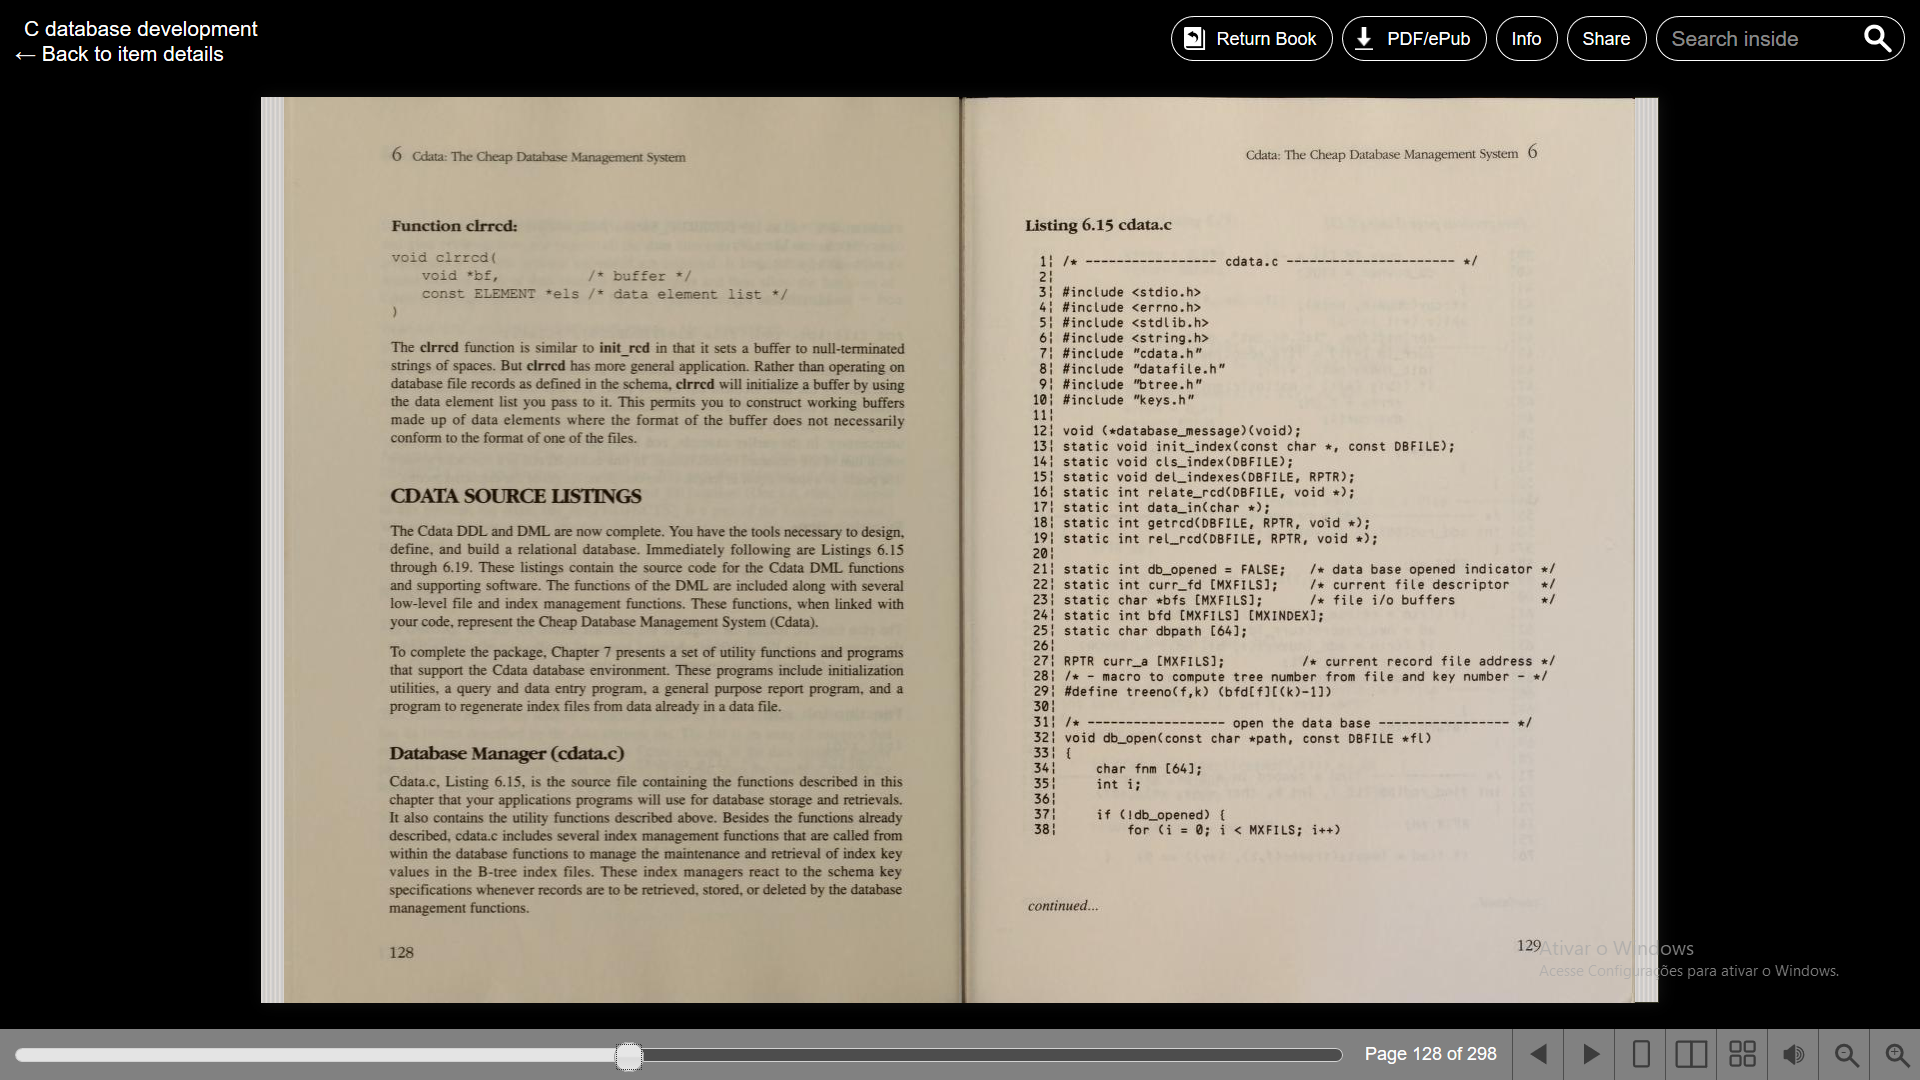 C database development
← Back to item details
Return Book
PDF/ePub
Info
Share
Search inside
6 Cdata: The Cheap Database Management System
Function clrrcd:
void clrrcd(
    void *bf,            /* buffer */
    const ELEMENT *els /* data element list */
)
The clrrcd function is similar to init_rcd in that it sets a buffer to null-terminated
strings of spaces. But clrrcd has more general application. Rather than operating on
database file records as defined in the schema, clrrcd will initialize a buffer by using
the data element list you pass to it. This permits you to construct working buffers
made up of data elements where the format of the buffer does not necessarily
conform to the format of one of the files.
CDATA SOURCE LISTINGS
The Cdata DDL and DML are now complete. You have the tools necessary to design,
define, and build a relational database. Immediately following are Listings 6.15
through 6.19. These listings contain the source code for the Cdata DML functions
and supporting software. The functions of the DML are included along with several
low-level file and index management functions. These functions, when linked with
your code, represent the Cheap Database Management System (Cdata).
To complete the package, Chapter 7 presents a set of utility functions and programs
that support the Cdata database environment. These programs include initialization
utilities, a query and data entry program, a general purpose report program, and a
program to regenerate index files from data already in a data file.
Database Manager (cdata.c)
Cdata.c, Listing 6.15, is the source file containing the functions described in this
chapter that your applications programs will use for database storage and retrievals.
It also contains the utility functions described above. Besides the functions already
described, cdata.c includes several index management functions that are called from
within the database functions to manage the maintenance and retrieval of index key
values in the B-tree index files. These index managers react to the schema key
specifications whenever records are to be retrieved, stored, or deleted by the database
management functions.
128
Cdata: The Cheap Database Management System 6
Listing 6.15 cdata.c
1¦ /* ----------------- cdata.c ---------------------- */
2¦
3¦ #include <stdio.h>
4¦ #include <errno.h>
5¦ #include <stdlib.h>
6¦ #include <string.h>
7¦ #include "cdata.h"
8¦ #include "datafile.h"
9¦ #include "btree.h"
10¦ #include "keys.h"
11¦
12¦ void (*database_message)(void);
13¦ static void init_index(const char *, const DBFILE);
14¦ static void cls_index(DBFILE);
15¦ static void del_indexes(DBFILE, RPTR);
16¦ static int relate_rcd(DBFILE, void *);
17¦ static int data_in(char *);
18¦ static int getrcd(DBFILE, RPTR, void *);
19¦ static int rel_rcd(DBFILE, RPTR, void *);
20¦
21¦ static int db_opened = FALSE;   /* data base opened indicator */
22¦ static int curr_fd [MXFILS];    /* current file descriptor    */
23¦ static char *bfs [MXFILS];      /* file i/o buffers           */
24¦ static int bfd [MXFILS] [MXINDEX];
25¦ static char dbpath [64];
26¦
27¦ RPTR curr_a [MXFILS];          /* current record file address */
28¦ /* - macro to compute tree number from file and key number - */
29¦ #define treeno(f,k) (bfd[f][(k)-1])
30¦
31¦ /* ------------------ open the data base ----------------- */
32¦ void db_open(const char *path, const DBFILE *fl)
33¦ {
34¦     char fnm [64];
35¦     int i;
36¦
37¦     if (!db_opened) {
38¦         for (i = 0; i < MXFILS; i++)
continued...
129
Ativar o Windows
Acesse Configurações para ativar o Windows.
Page 128 of 298